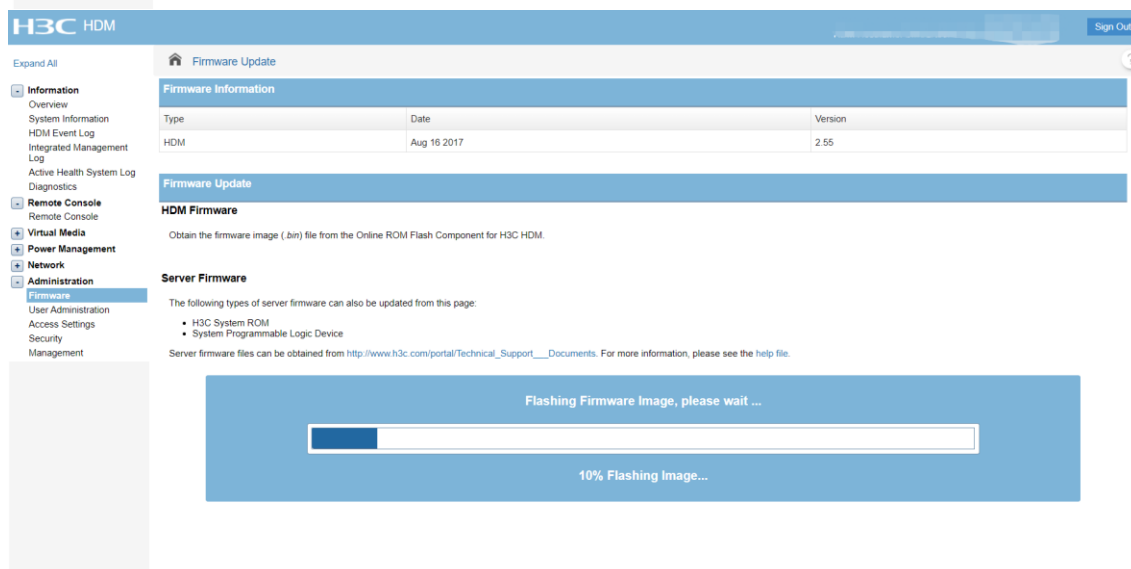 H3C HDM
Sign Out
Expand All
Firmware Update
Information
Overview
System Information
HDM Event Log
Integrated Management
Log
Active Health System Log
Diagnostics
Remote Console
Remote Console
Virtual Media
Power Management
Network
Administration
Firmware
User Administration
Access Settings
Security
Management
Firmware Information
Type Date Version
HDM Aug 16 2017 2.55
Firmware Update
HDM Firmware
Obtain the firmware image (.bin) file from the Online ROM Flash Component for H3C HDM.
Server Firmware
The following types of server firmware can also be updated from this page:
• H3C System ROM
• System Programmable Logic Device
Server firmware files can be obtained from http://www.h3c.com/portal/Technical_Support___Documents. For more information, please see the help file.
Flashing Firmware Image, please wait ...
10% Flashing Image...